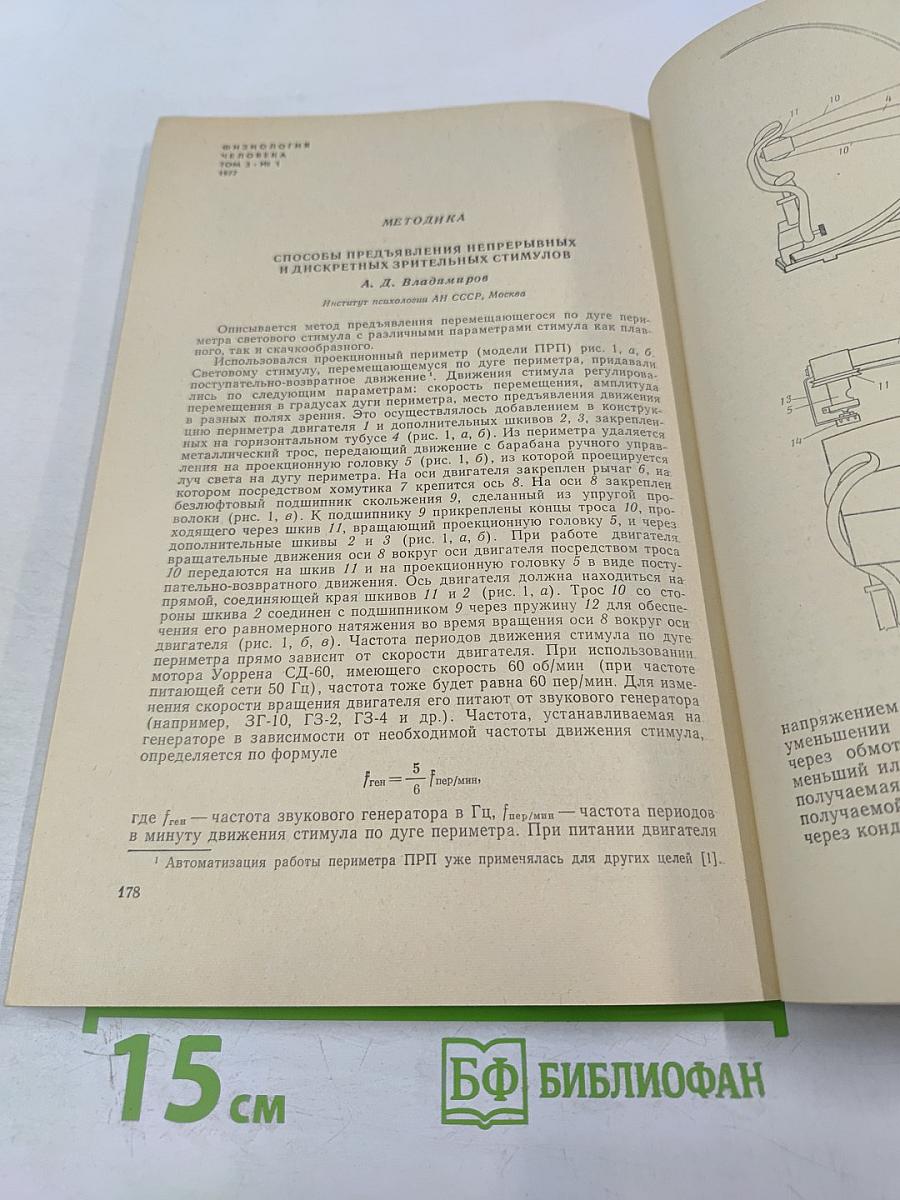 ФИЗИОЛОГИЯ
ЧЕЛОВЕКА
ТОМ 3 · № 1
1977
МЕТОДИКА
СПОСОБЫ ПРЕДЪЯВЛЕНИЯ НЕПРЕРЫВНЫХ
И ДИСКРЕТНЫХ ЗРИТЕЛЬНЫХ СТИМУЛОВ
А. Д. Владимиров
Институт психологии АН СССР, Москва
Описывается метод предъявления перемещающегося по дуге пери-
метра светового стимула с различными параметрами стимула как плав-
ного, так и скачкообразного.
Использовался проекционный периметр (модели ПРП) рис. 1, а, б.
Световому стимулу, перемещающемуся по дуге периметра, придавали
поступательно-возвратное движение¹. Движения стимула регулирова-
лись по следующим параметрам: скорость перемещения, амплитуда
перемещения в градусах дуги периметра, место предъявления движения
в разных полях зрения. Это осуществлялось добавлением в конструк-
цию периметра двигателя 1 и дополнительных шкивов 2, 3, закреплен-
ных на горизонтальном тубусе 4 (рис. 1, а, б). Из периметра удаляется
металлический трос, передающий движение с барабана ручного управ-
ления на проекционную головку 5 (рис. 1, б), из которой проецируется
луч света на дугу периметра. На оси двигателя закреплен рычаг 6, на
котором посредством хомутика 7 крепится ось 8. На оси 8 закреплен
безлюфтовый подшипник скольжения 9, сделанный из упругой про-
волоки (рис. 1, в). К подшипнику 9 прикреплены концы троса 10, про-
ходящего через шкив 11, вращающий проекционную головку 5, и через
дополнительные шкивы 2 и 3 (рис. 1, а, б). При работе двигателя
вращательные движения оси 8 вокруг оси двигателя посредством троса
10 передаются на шкив 11 и на проекционную головку 5 в виде посту-
пательно-возвратного движения. Ось двигателя должна находиться на
прямой, соединяющей края шкивов 11 и 2 (рис. 1, а). Трос 10 со сто-
роны шкива 2 соединен с подшипником 9 через пружину 12 для обеспе-
чения его равномерного натяжения во время вращения оси 8 вокруг оси
двигателя (рис. 1, б, в). Частота периодов движения стимула по дуге
периметра прямо зависит от скорости двигателя. При использовании
мотора Уоррена СД-60, имеющего скорость 60 об/мин (при частоте
питающей сети 50 Гц), частота тоже будет равна 60 пер/мин. Для изме-
нения скорости вращения двигателя его питают от звукового генератора
(например, ЗГ-10, ГЗ-2, ГЗ-4 и др.). Частота, устанавливаемая на
генераторе в зависимости от необходимой частоты движения стимула,
определяется по формуле
fген = 5/6 fпер/мин,
где fген — частота звукового генератора в Гц, fпер/мин — частота периодов
в минуту движения стимула по дуге периметра. При питании двигателя
¹ Автоматизация работы периметра ПРП уже применялась для других целей [1].
178
11
10
4
10
13
5
11
14
напряжением
уменьшении
через обмот
меньший ил
получаемая
получаемой
через конд
15 см
БФ БИБЛИОФАН